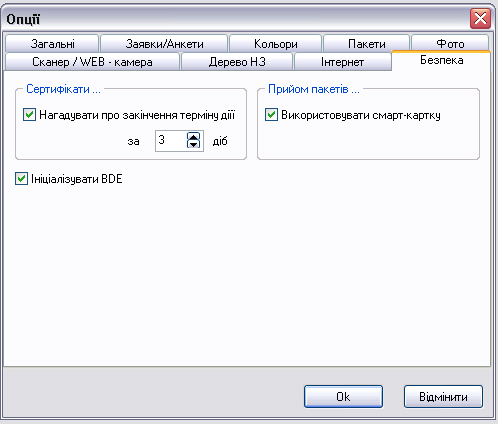 Опції
Загальні Заявки/Анкети Кольори Пакети Фото
Сканер / WEB - камера Дерево НЗ Інтернет Безпека
Сертифікати ... Прийом пакетів ...
Нагадувати про закінчення терміну дії Використовувати смарт-картку
за 3 діб
Ініціалізувати BDE
Ok Відмінити